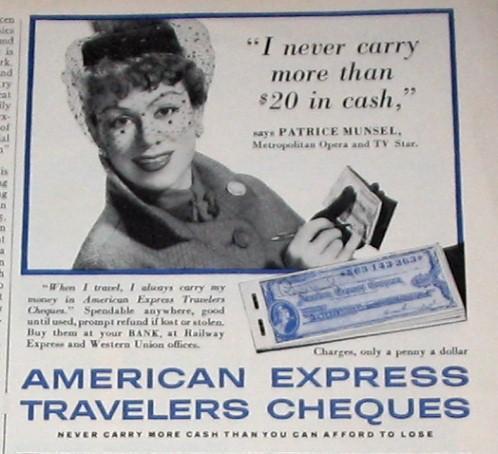 “I never carry
more than
$20 in cash,”
says PATRICE MUNSEL,
Metropolitan Opera and TV Star.
“When I travel, I always carry my
money in American Express Travelers
Cheques.” Spendable anywhere, good
until used, prompt refund if lost or stolen.
Buy them at your BANK, at Railway
Express and Western Union offices.
Charges, only a penny a dollar
AMERICAN EXPRESS
TRAVELERS CHEQUES
NEVER CARRY MORE CASH THAN YOU CAN AFFORD TO LOSE